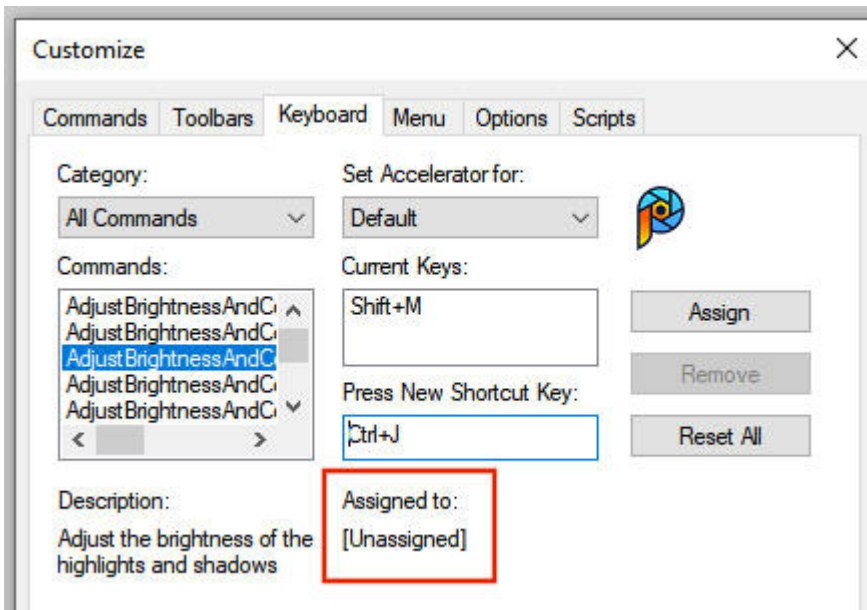 Customize
Commands Toolbars Keyboard Menu Options Scripts
Category:
Set Accelerator for:
All Commands
Default
Commands:
Current Keys:
AdjustBrightnessAndC
AdjustBrightnessAndC
AdjustBrightnessAndC
AdjustBrightnessAndC
AdjustBrightnessAndC
Shift+M
Assign
Remove
Press New Shortcut Key:
Ctrl+J
Reset All
Description:
Adjust the brightness of the
highlights and shadows
Assigned to:
[Unassigned]